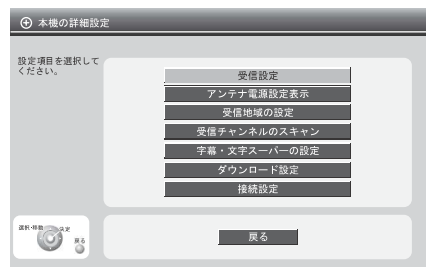 本機の詳細設定
設定項目を選択して
ください。
受信設定
アンテナ電源設定表示
受信地域の設定
受信チャンネルのスキャン
字幕・文字スーパーの設定
ダウンロード設定
接続設定
選択・移動
決定
戻る
戻る